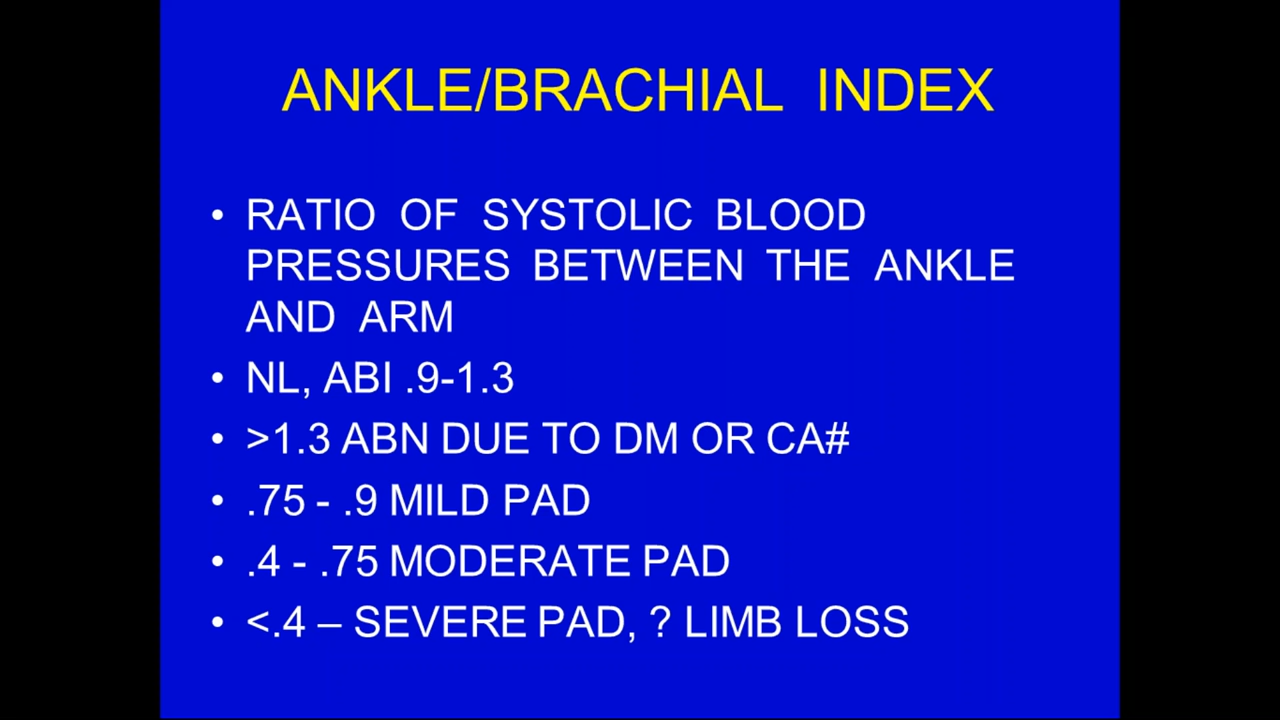 ANKLE/BRACHIAL INDEX
• RATIO OF SYSTOLIC BLOOD
PRESSURES BETWEEN THE ANKLE
AND ARM
• NL, ABI .9-1.3
• >1.3 ABN DUE TO DM OR CA#
• .75 - .9 MILD PAD
• .4 - .75 MODERATE PAD
• <.4 – SEVERE PAD, ? LIMB LOSS